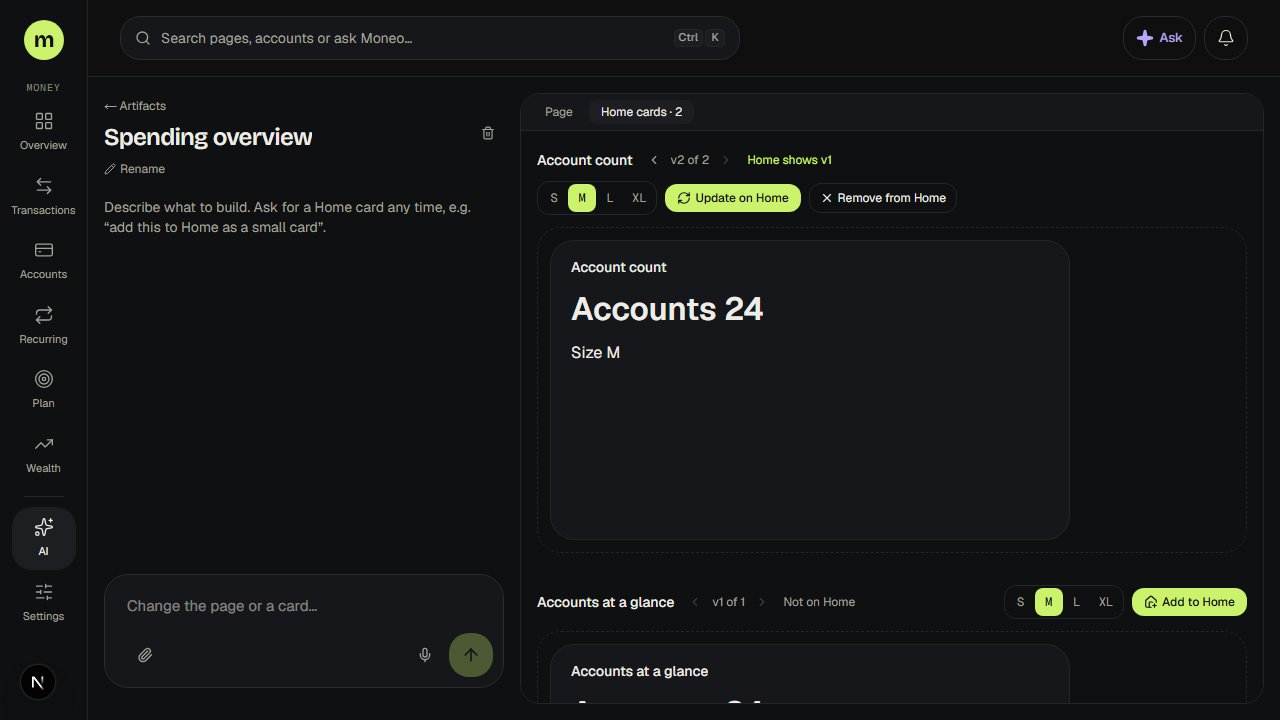 m
Search pages, accounts or ask Moneo...
Ctrl K
Ask
MONEY
Overview
Transactions
Accounts
Recurring
Plan
Wealth
AI
Settings
N
← Artifacts
Spending overview
Rename
Describe what to build. Ask for a Home card any time, e.g.
“add this to Home as a small card”.
Change the page or a card...
Page
Home cards · 2
Account count
v2 of 2
Home shows v1
S M L XL
Update on Home
Remove from Home
Account count
Accounts 24
Size M
Accounts at a glance
v1 of 1
Not on Home
S M L XL
Add to Home
Accounts at a glance